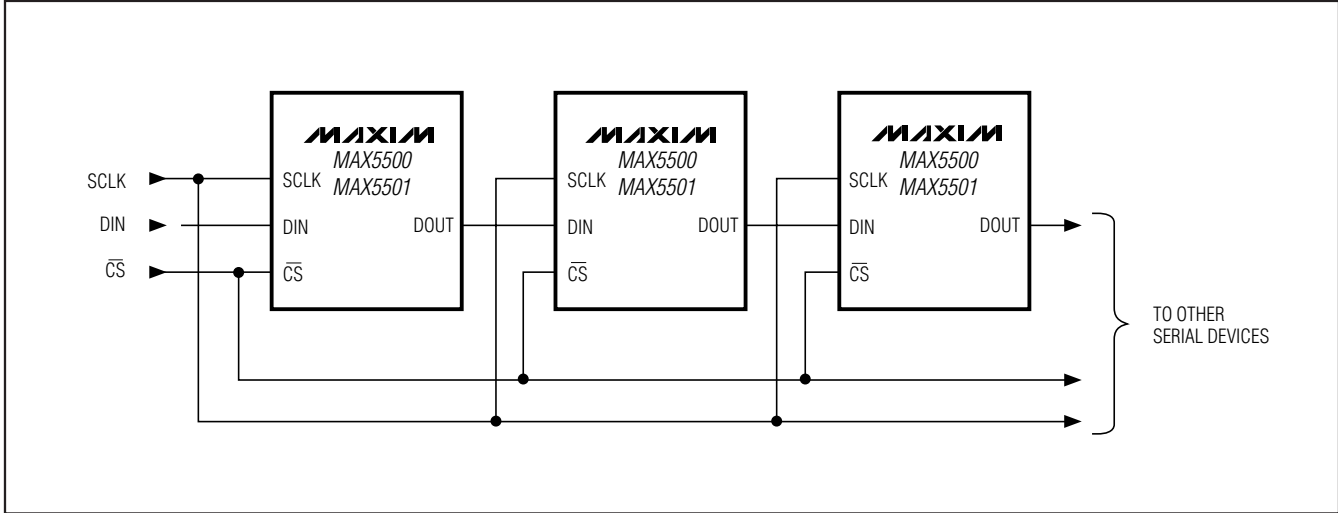 MAXIM
MAX5500
MAX5501
SCLK
DIN
CS
DOUT
MAXIM
MAX5500
MAX5501
SCLK
DIN
CS
DOUT
MAXIM
MAX5500
MAX5501
SCLK
DIN
CS
DOUT
SCLK
DIN
CS
TO OTHER
SERIAL DEVICES